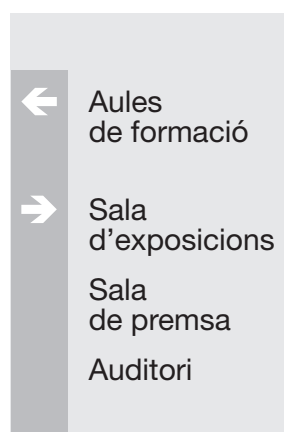 Aules
de formació
Sala
d’exposicions
Sala
de premsa
Auditori